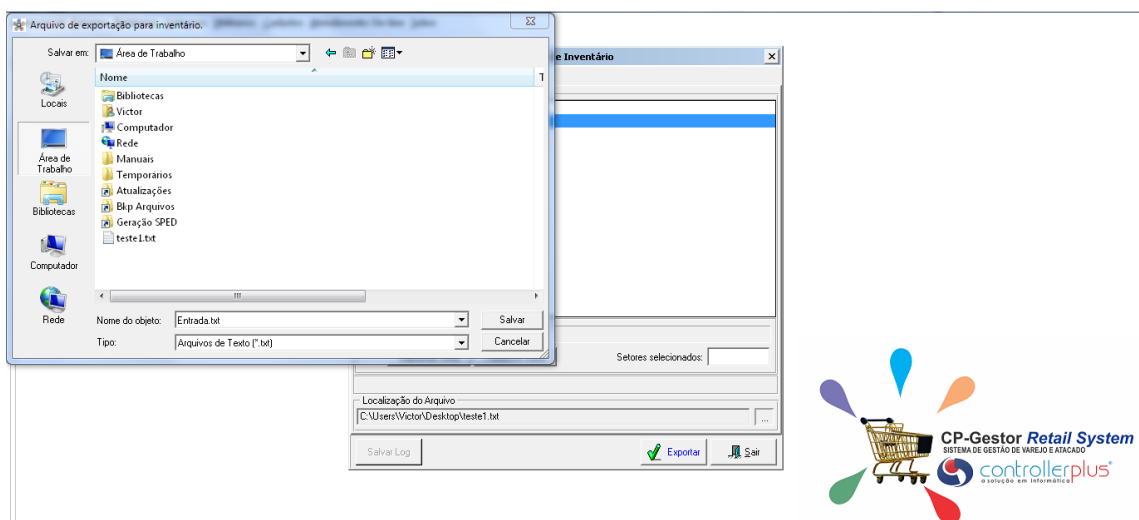 Arquivo de exportação para inventário.
Salvar em:
Área de Trabalho
Locais
Área de
Trabalho
Bibliotecas
Computador
Rede
Nome
Bibliotecas
Victor
Computador
Rede
Manuais
Temporários
Atualizações
Bkp Arquivos
Geração SPED
teste1.txt
Nome do objeto:
Entrada.txt
Salvar
Tipo:
Arquivos de Texto (*.txt)
Cancelar
e Inventário
Setores selecionados:
Localização do Arquivo
C:\Users\Victor\Desktop\teste1.txt
...
Salvar Log
Exportar
Sair
CP-Gestor Retail System
SISTEMA DE GESTÃO DE VAREJO E ATACADO
controllerplus
a solução em informática